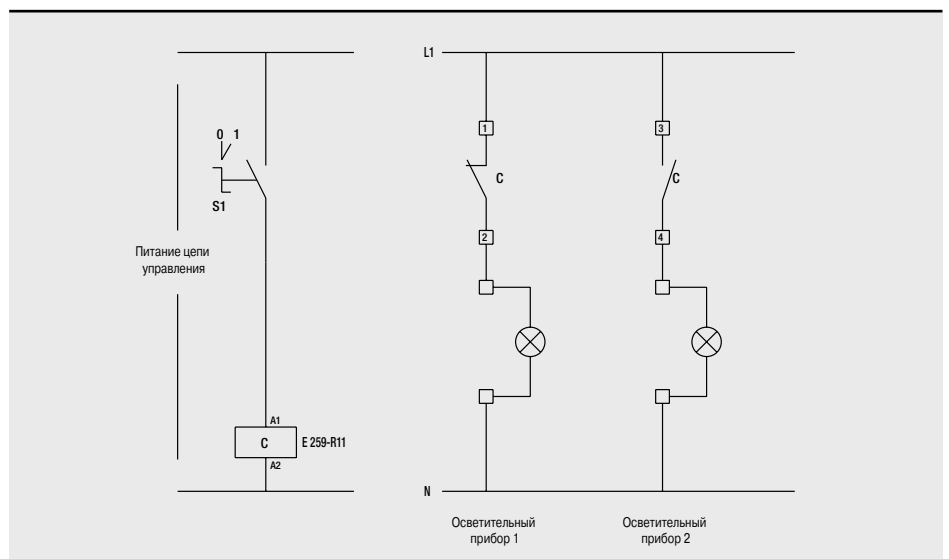 L1
0 1
S1
Питание цепи
управления
A1
C
E 259-R11
A2
1
C
2
3
C
4
N
Осветительный
прибор 1
Осветительный
прибор 2